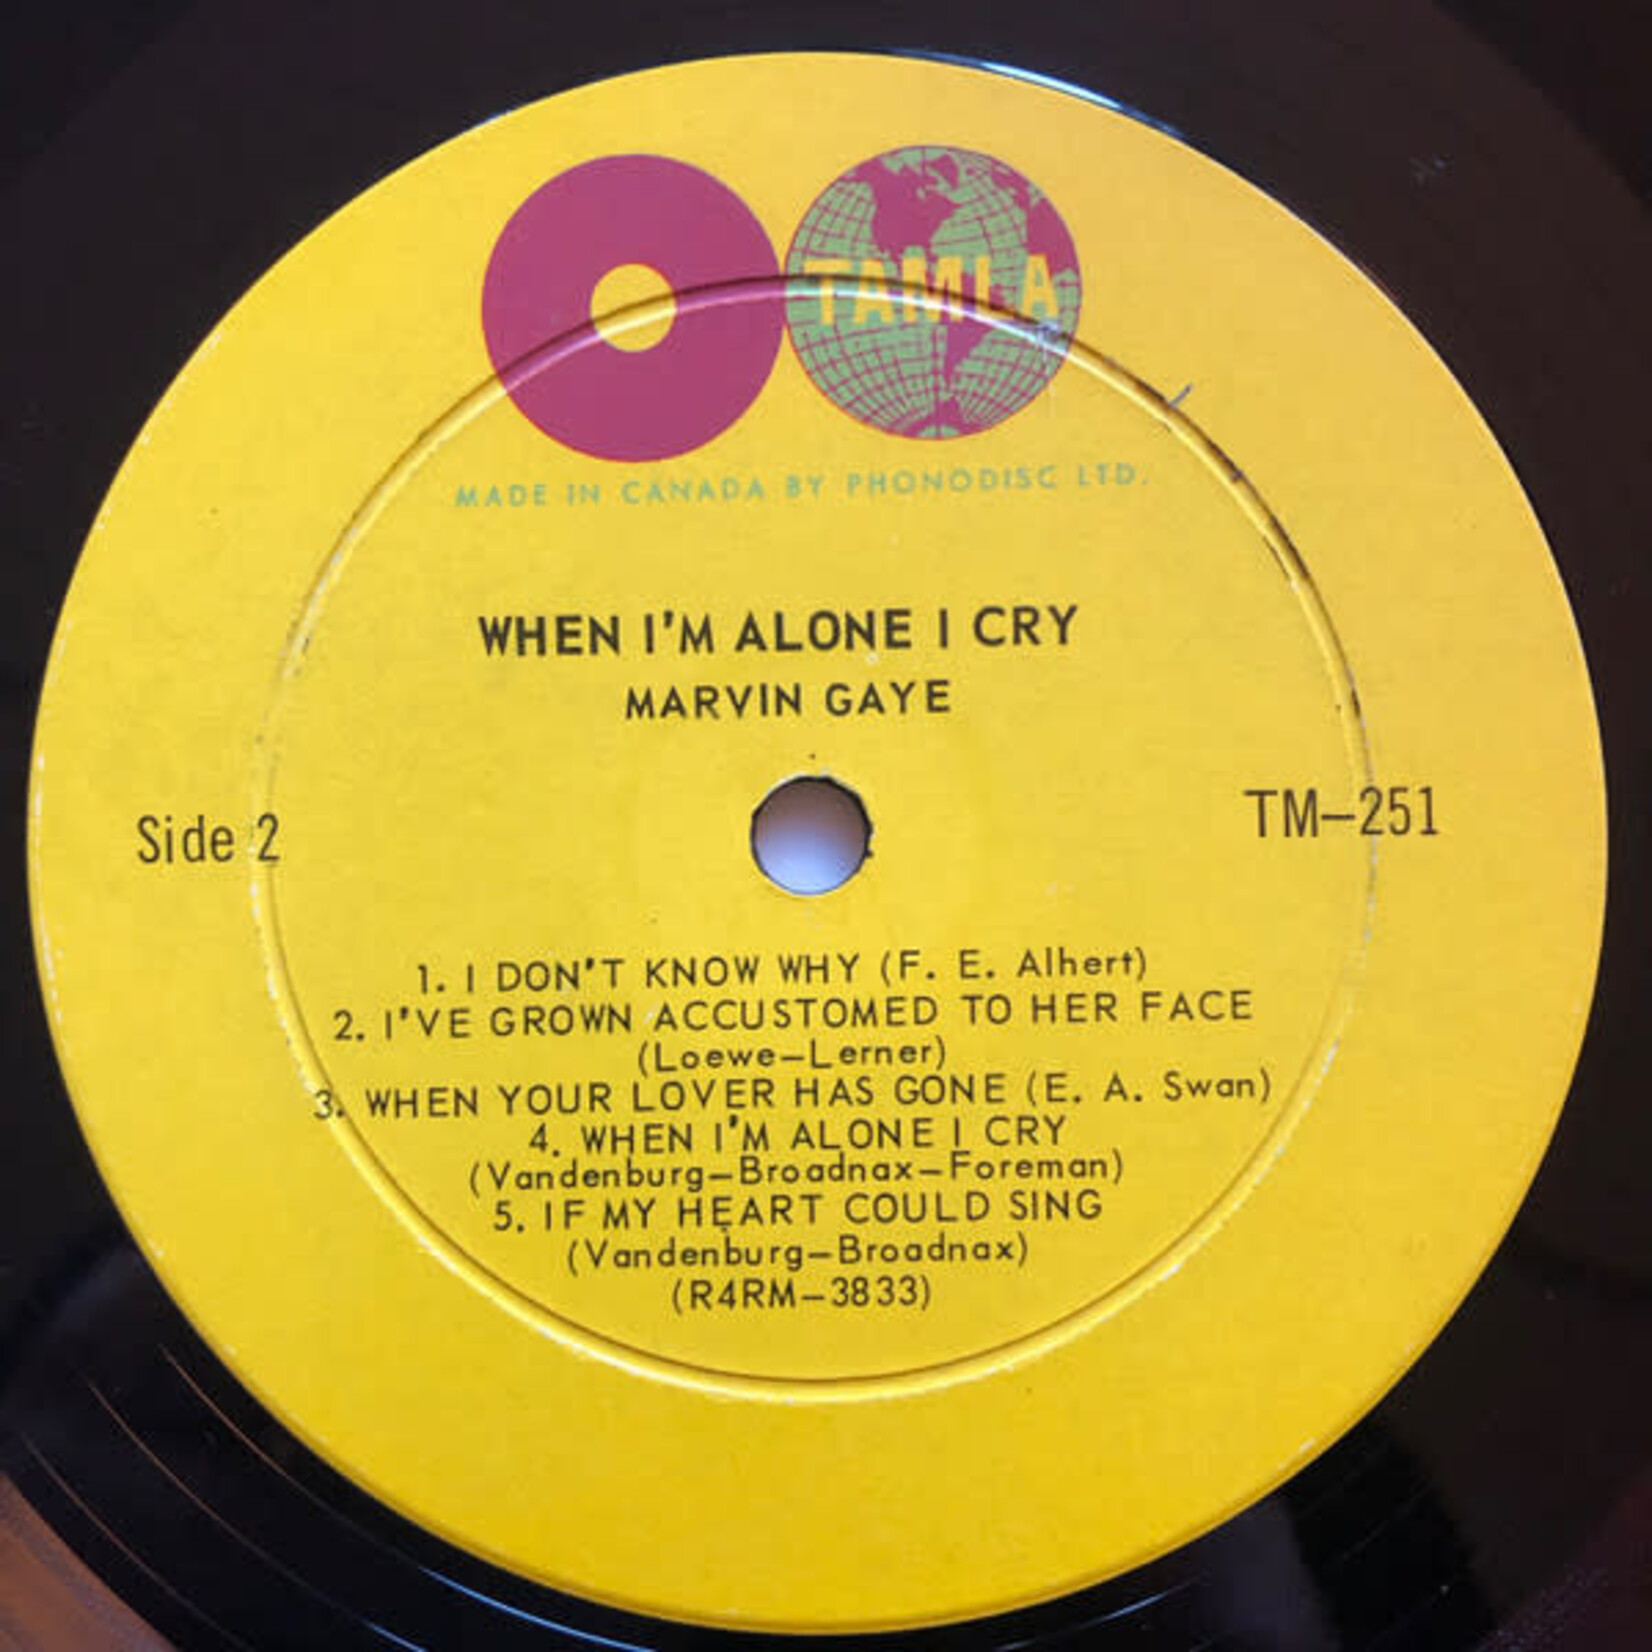 TAMLA
MADE IN CANADA BY PHONODISC LTD.
WHEN I'M ALONE I CRY
MARVIN GAYE
Side 2
TM-251
1. I DON'T KNOW WHY (F. E. Alhert)
2. I'VE GROWN ACCUSTOMED TO HER FACE
(Loewe-Lerner)
3. WHEN YOUR LOVER HAS GONE (E. A. Swan)
4. WHEN I'M ALONE I CRY
(Vandenburg-Broadnax-Foreman)
5. IF MY HEART COULD SING
(Vandenburg-Broadnax)
(R4RM-3833)